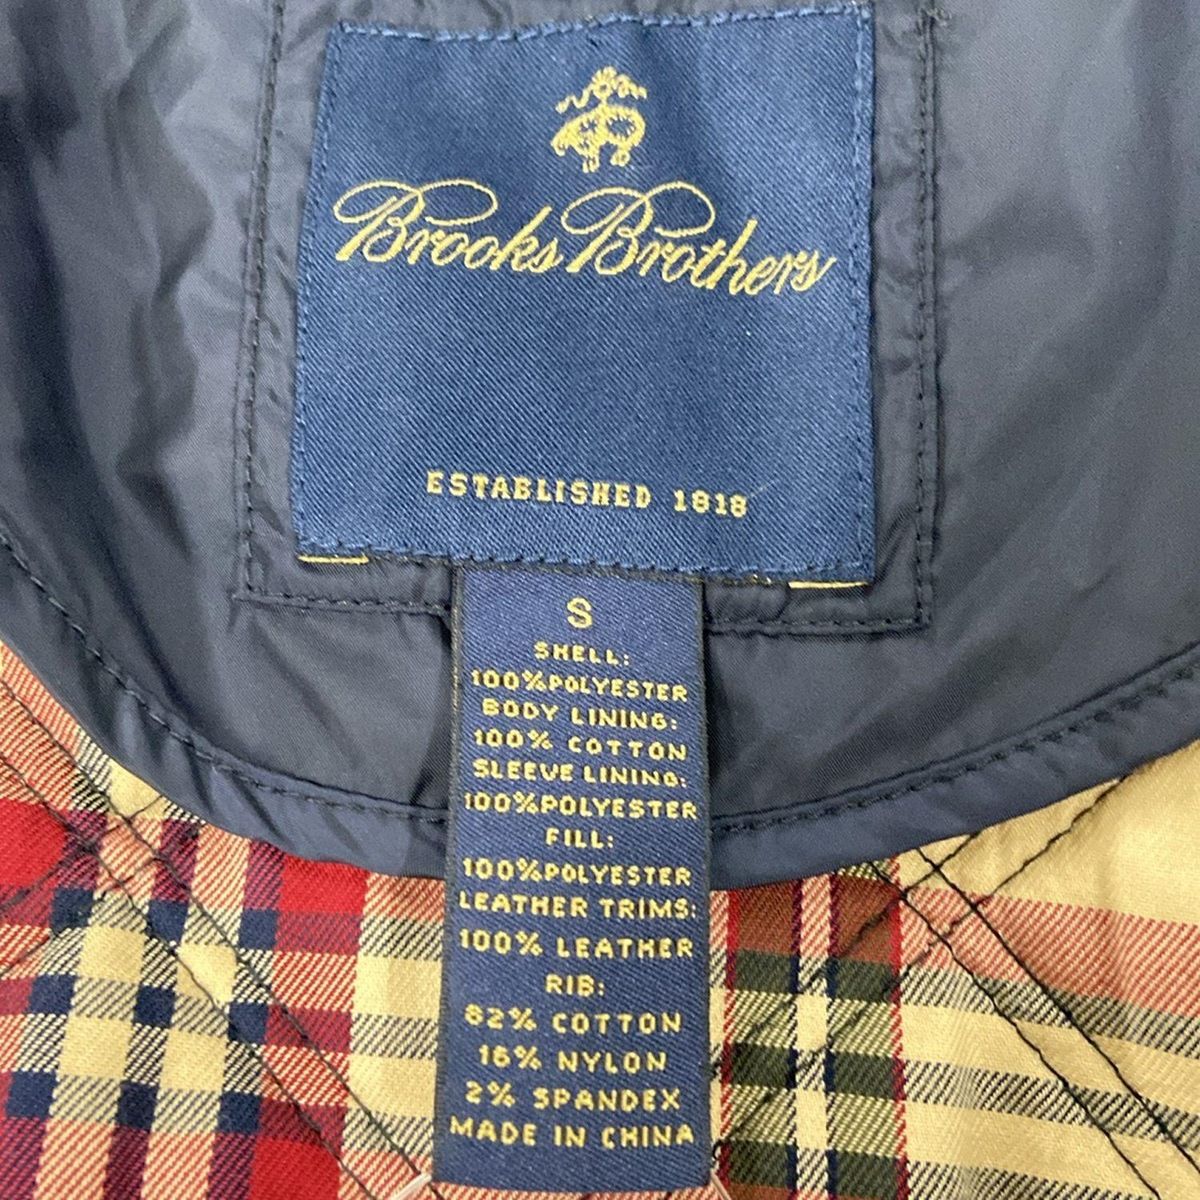 Brooks Brothers
ESTABLISHED 1818
S
SHELL:
100%POLYESTER
BODY LINING:
100% COTTON
SLEEVE LINING:
100%POLYESTER
FILL:
100%POLYESTER
LEATHER TRIMS:
100% LEATHER
RIB:
82% COTTON
16% NYLON
2% SPANDEX
MADE IN CHINA